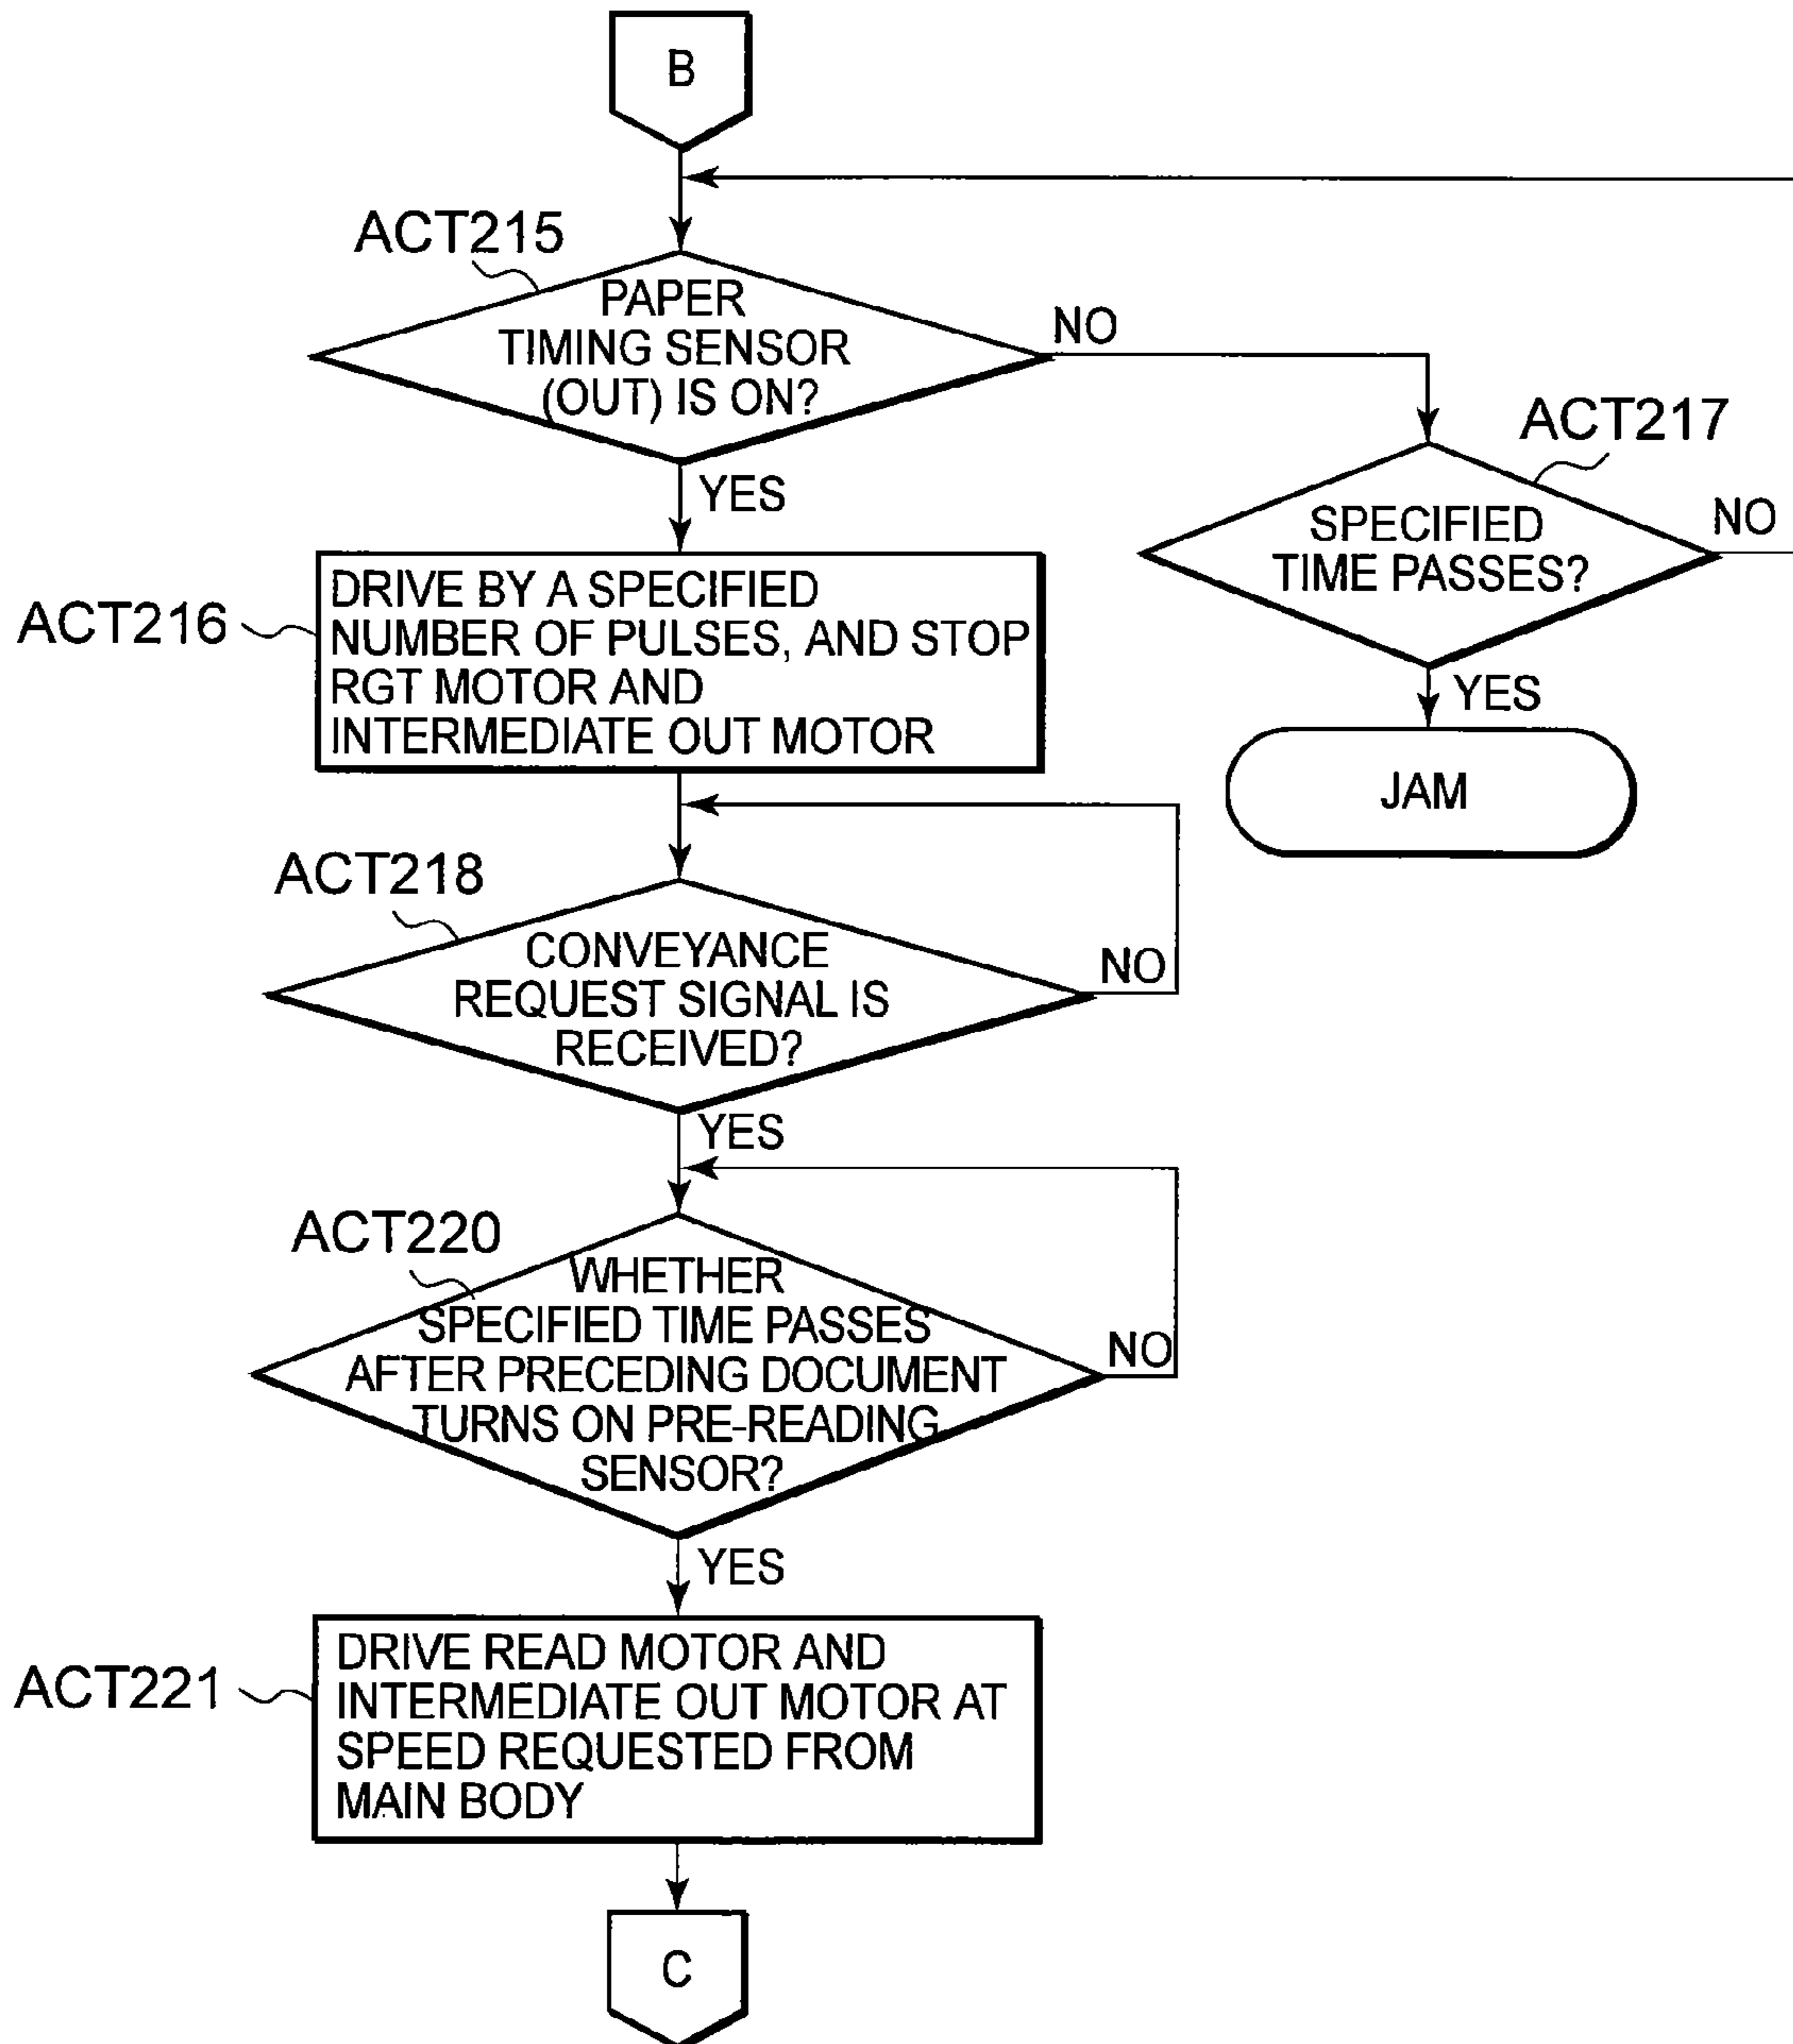 B
ACT215
PAPER
TIMING SENSOR
(OUT) IS ON?
NO
YES
ACT217
SPECIFIED
TIME PASSES?
NO
YES
JAM
ACT216
DRIVE BY A SPECIFIED
NUMBER OF PULSES, AND STOP
RGT MOTOR AND
INTERMEDIATE OUT MOTOR
ACT218
CONVEYANCE
REQUEST SIGNAL IS
RECEIVED?
NO
YES
ACT220
WHETHER
SPECIFIED TIME PASSES
AFTER PRECEDING DOCUMENT
TURNS ON PRE-READING
SENSOR?
NO
YES
ACT221
DRIVE READ MOTOR AND
INTERMEDIATE OUT MOTOR AT
SPEED REQUESTED FROM
MAIN BODY
C